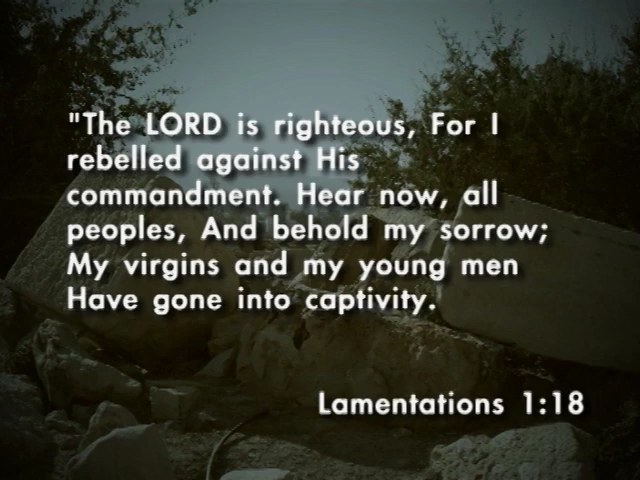 "The LORD is righteous, For I
rebelled against His
commandment. Hear now, all
peoples, And behold my sorrow;
My virgins and my young men
Have gone into captivity.
Lamentations 1:18